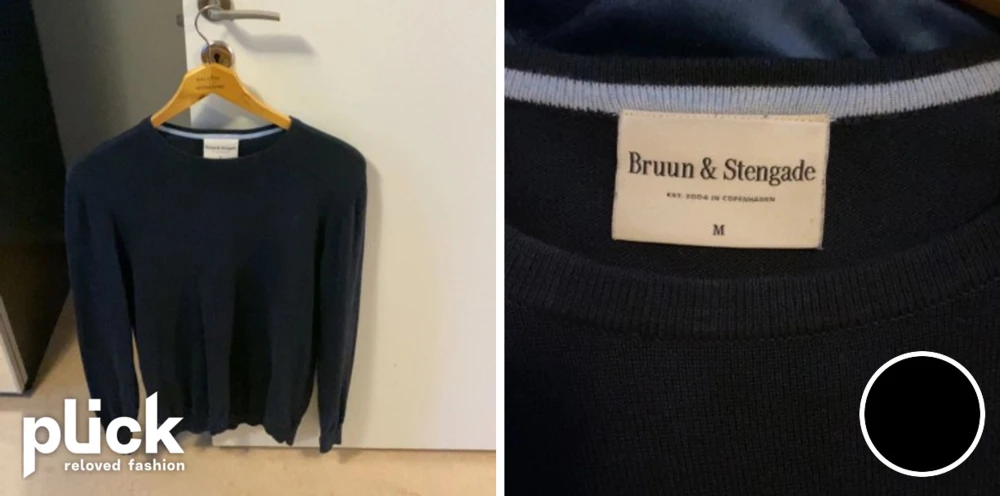 plick
reloved fashion
Bruun & Stengade
EST. 2004 IN COPENHAGEN
M